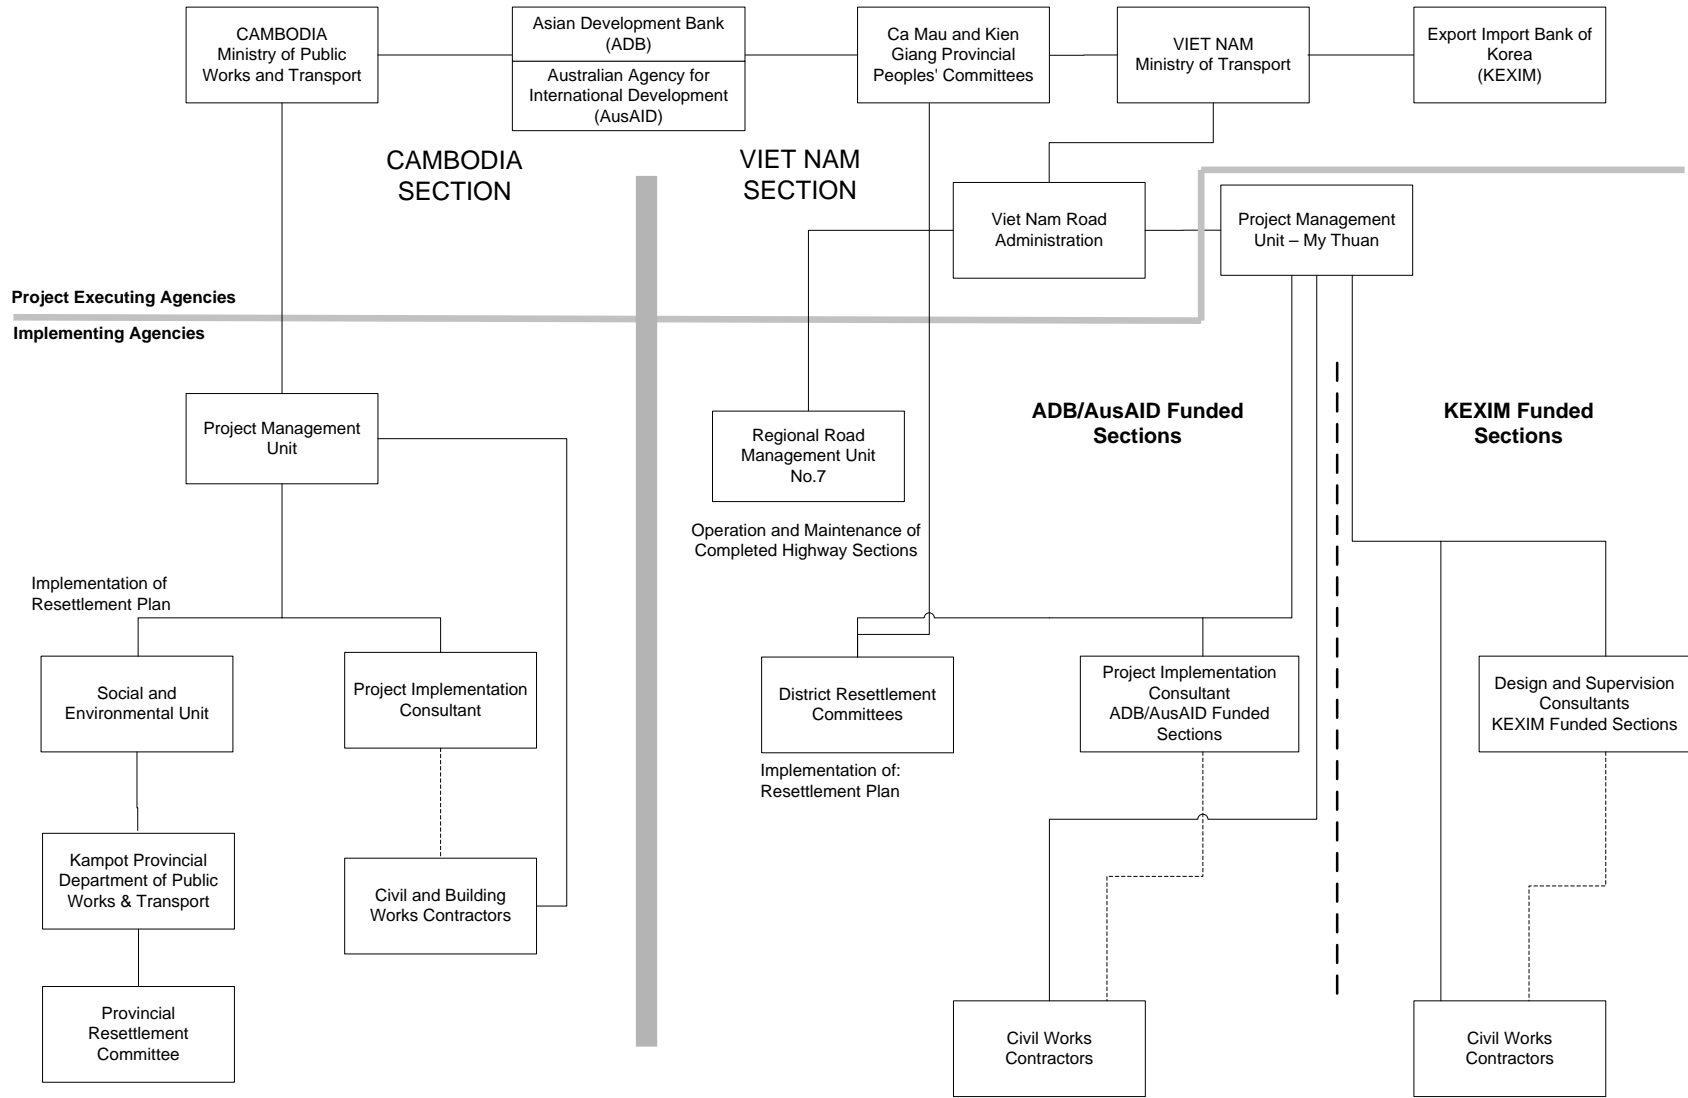 CAMBODIA
Ministry of Public
Works and Transport
Asian Development Bank
(ADB)
Australian Agency for
International Development
(AusAID)
Ca Mau and Kien
Giang Provincial
Peoples' Committees
VIET NAM
Ministry of Transport
Export Import Bank of
Korea
(KEXIM)
CAMBODIA
SECTION
VIET NAM
SECTION
Viet Nam Road
Administration
Project Management
Unit – My Thuan
Project Executing Agencies
Implementing Agencies
Project Management
Unit
Regional Road
Management Unit
No.7
Operation and Maintenance of
Completed Highway Sections
ADB/AusAID Funded
Sections
KEXIM Funded
Sections
Implementation of
Resettlement Plan
Social and
Environmental Unit
Project Implementation
Consultant
District Resettlement
Committees
Implementation of:
Resettlement Plan
Project Implementation
Consultant
ADB/AusAID Funded
Sections
Design and Supervision
Consultants
KEXIM Funded Sections
Kampot Provincial
Department of Public
Works & Transport
Civil and Building
Works Contractors
Provincial
Resettlement
Committee
Civil Works
Contractors
Civil Works
Contractors